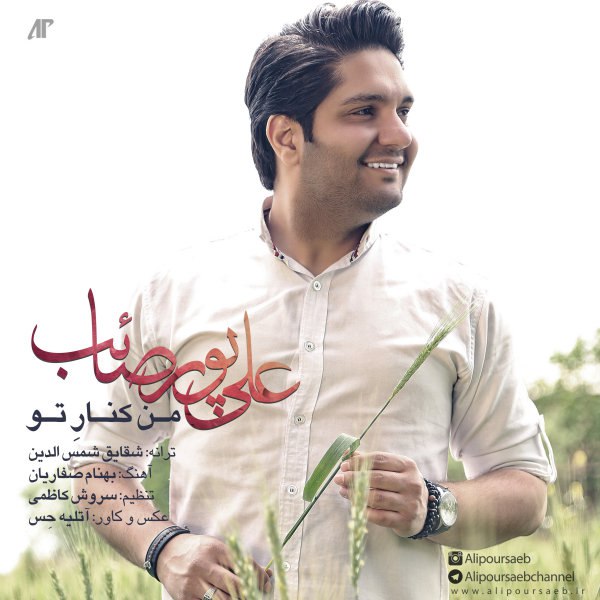 AP
علی پورصائب
من کنارِ تو
ترانه: شقایق شمس الدین
آهنگ: بهنام صفاریان
تنظیم: سروش کاظمی
عکس و کاور: آتلیه حِس
Alipoursaeb
Alipoursaebchannel
www.alipoursaeb.ir